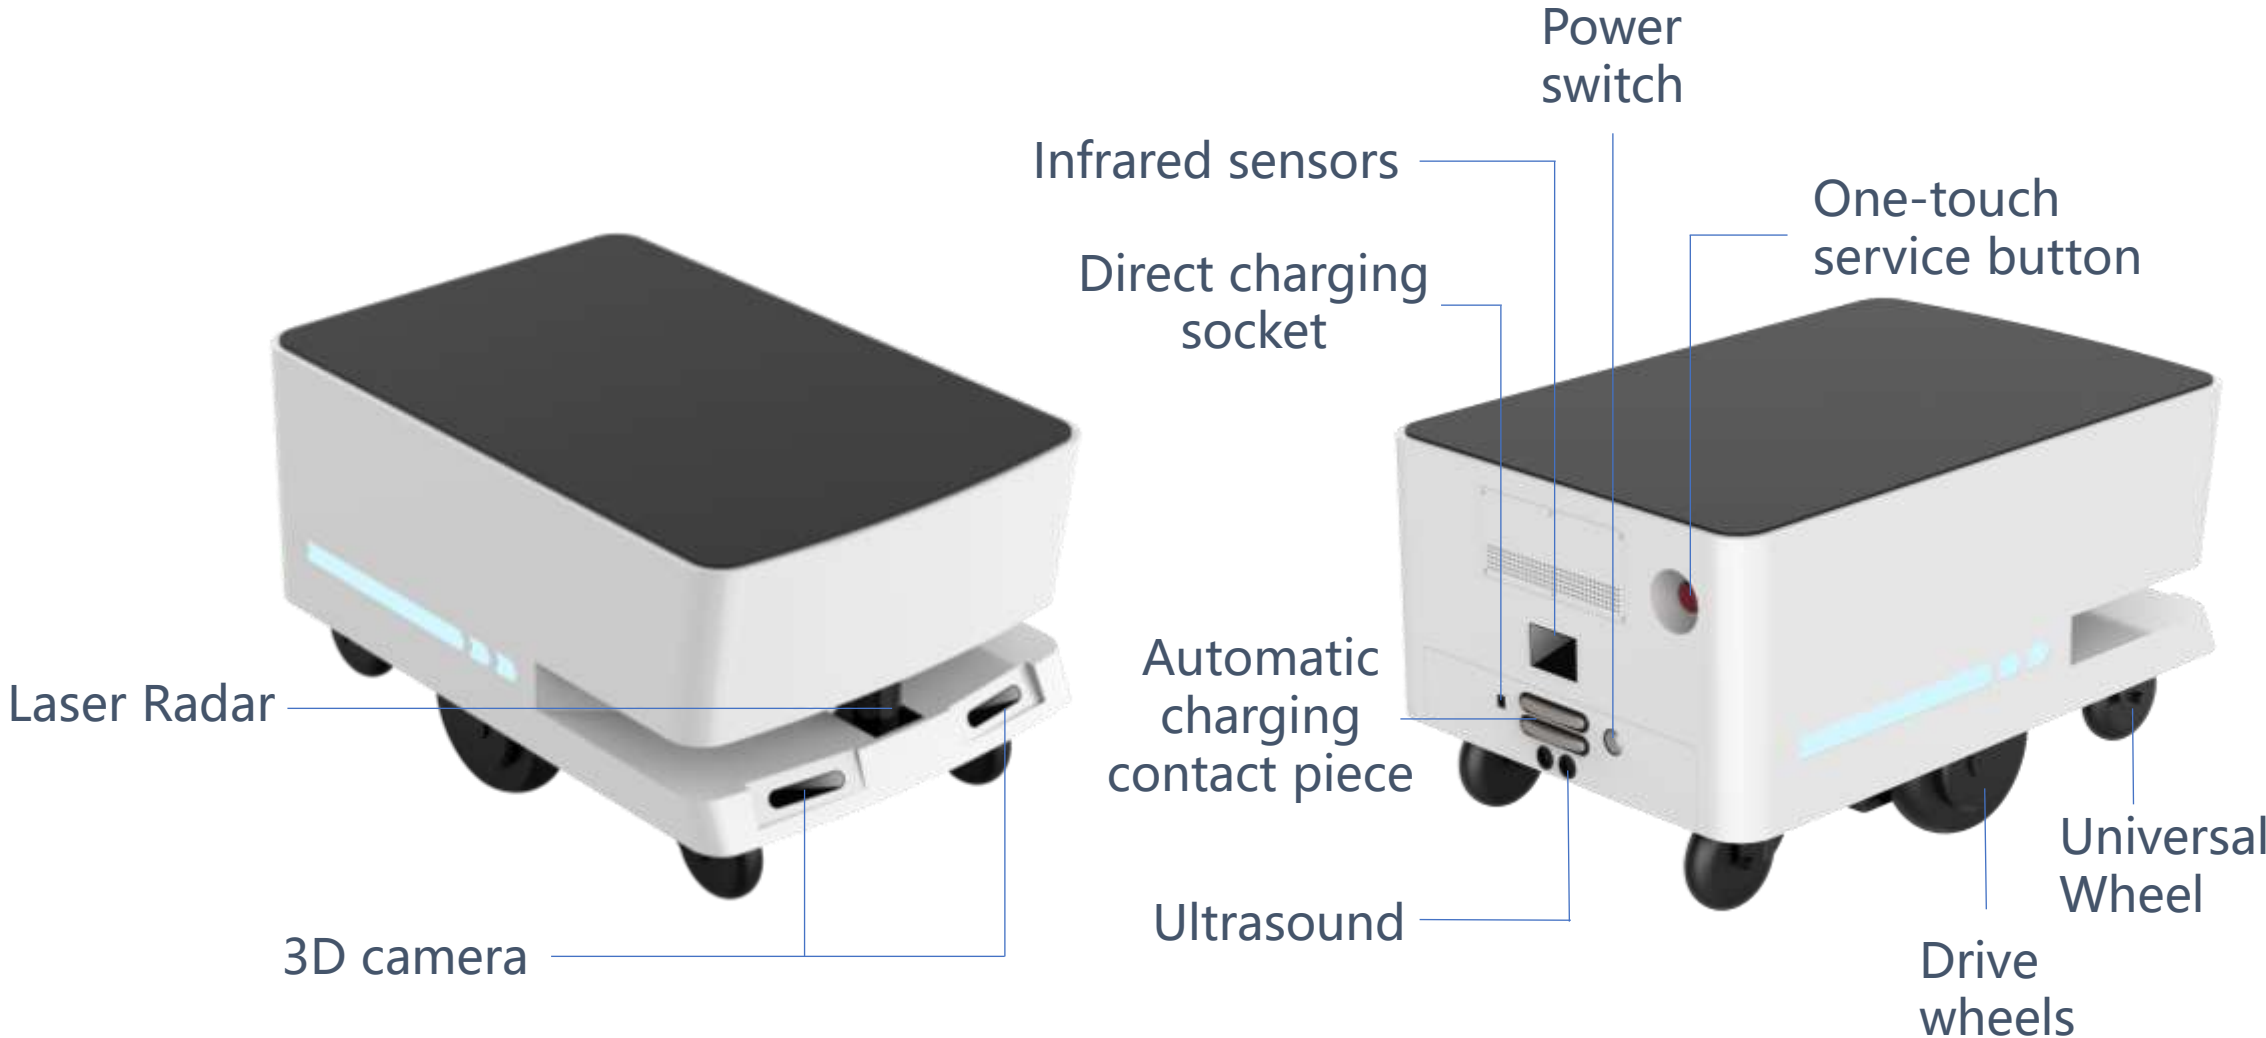 Power
switch
Infrared sensors
One-touch
service button
Direct charging
socket
Automatic
charging
contact piece
Laser Radar
Universal
Wheel
Ultrasound
3D camera
Drive
wheels